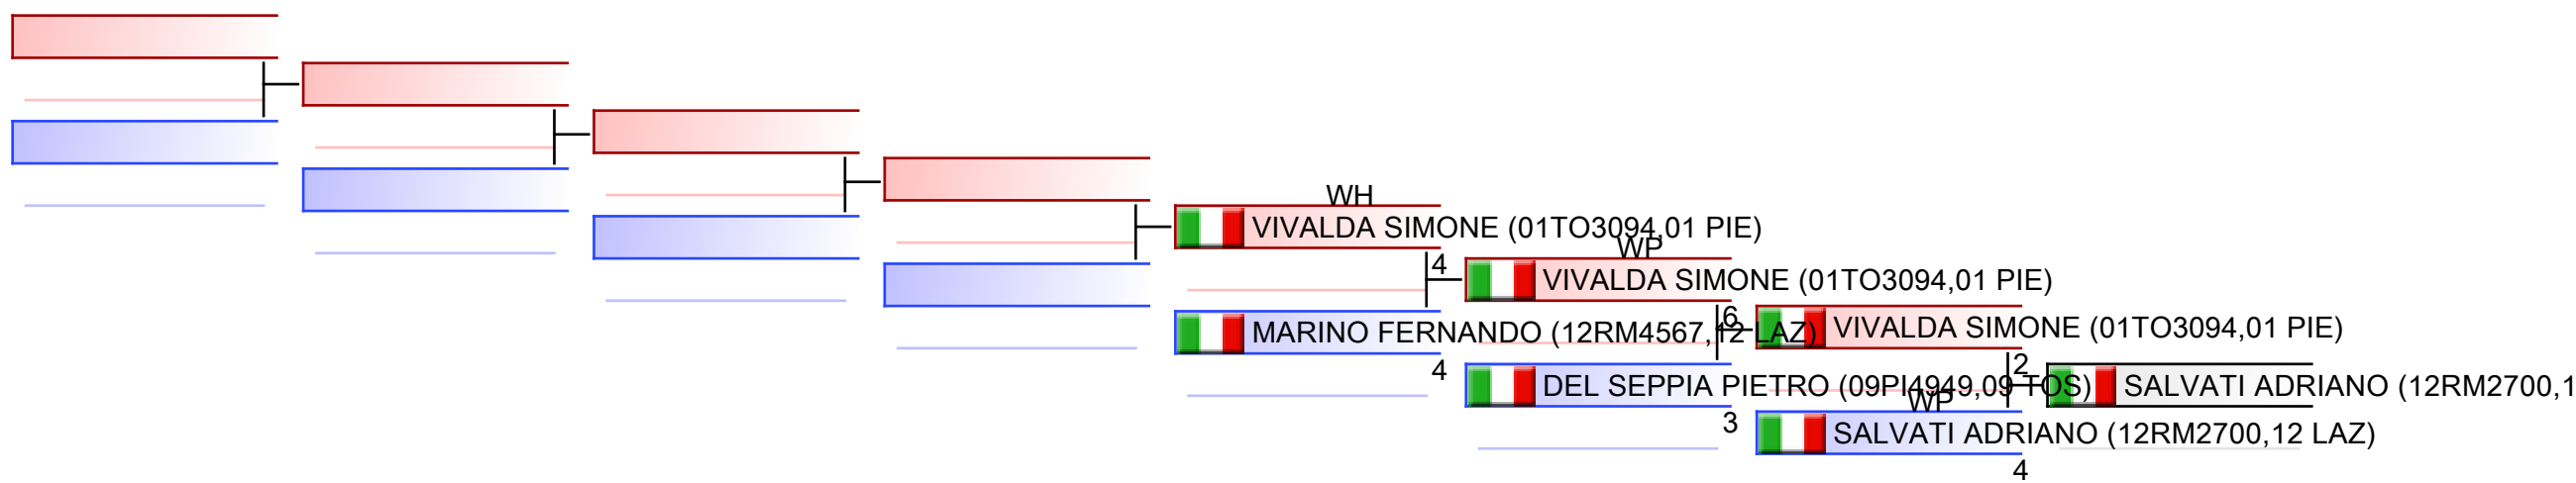 WH
VIVALDA SIMONE (01TO3094,01 PIE)
4
MARINO FERNANDO (12RM4567,12 LAZ)
4
WP
VIVALDA SIMONE (01TO3094,01 PIE)
6
DEL SEPPIA PIETRO (09PI4949,09 TOS)
3
VIVALDA SIMONE (01TO3094,01 PIE)
2
WP
SALVATI ADRIANO (12RM2700,12 LAZ)
4
SALVATI ADRIANO (12RM2700,1